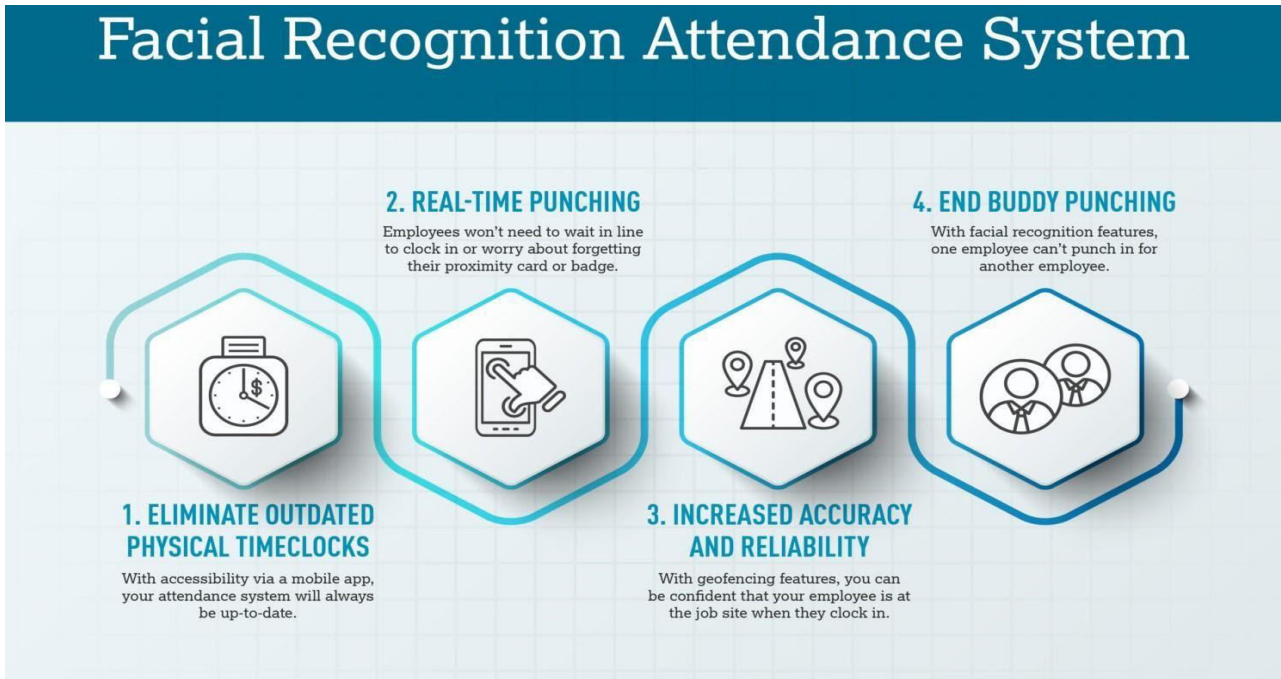 Facial Recognition Attendance System
1. ELIMINATE OUTDATED
PHYSICAL TIMECLOCKS
With accessibility via a mobile app,
your attendance system will always
be up-to-date.
2. REAL-TIME PUNCHING
Employees won't need to wait in line
to clock in or worry about forgetting
their proximity card or badge.
3. INCREASED ACCURACY
AND RELIABILITY
With geofencing features, you can
be confident that your employee is at
the job site when they clock in.
4. END BUDDY PUNCHING
With facial recognition features,
one employee can't punch in for
another employee.
$